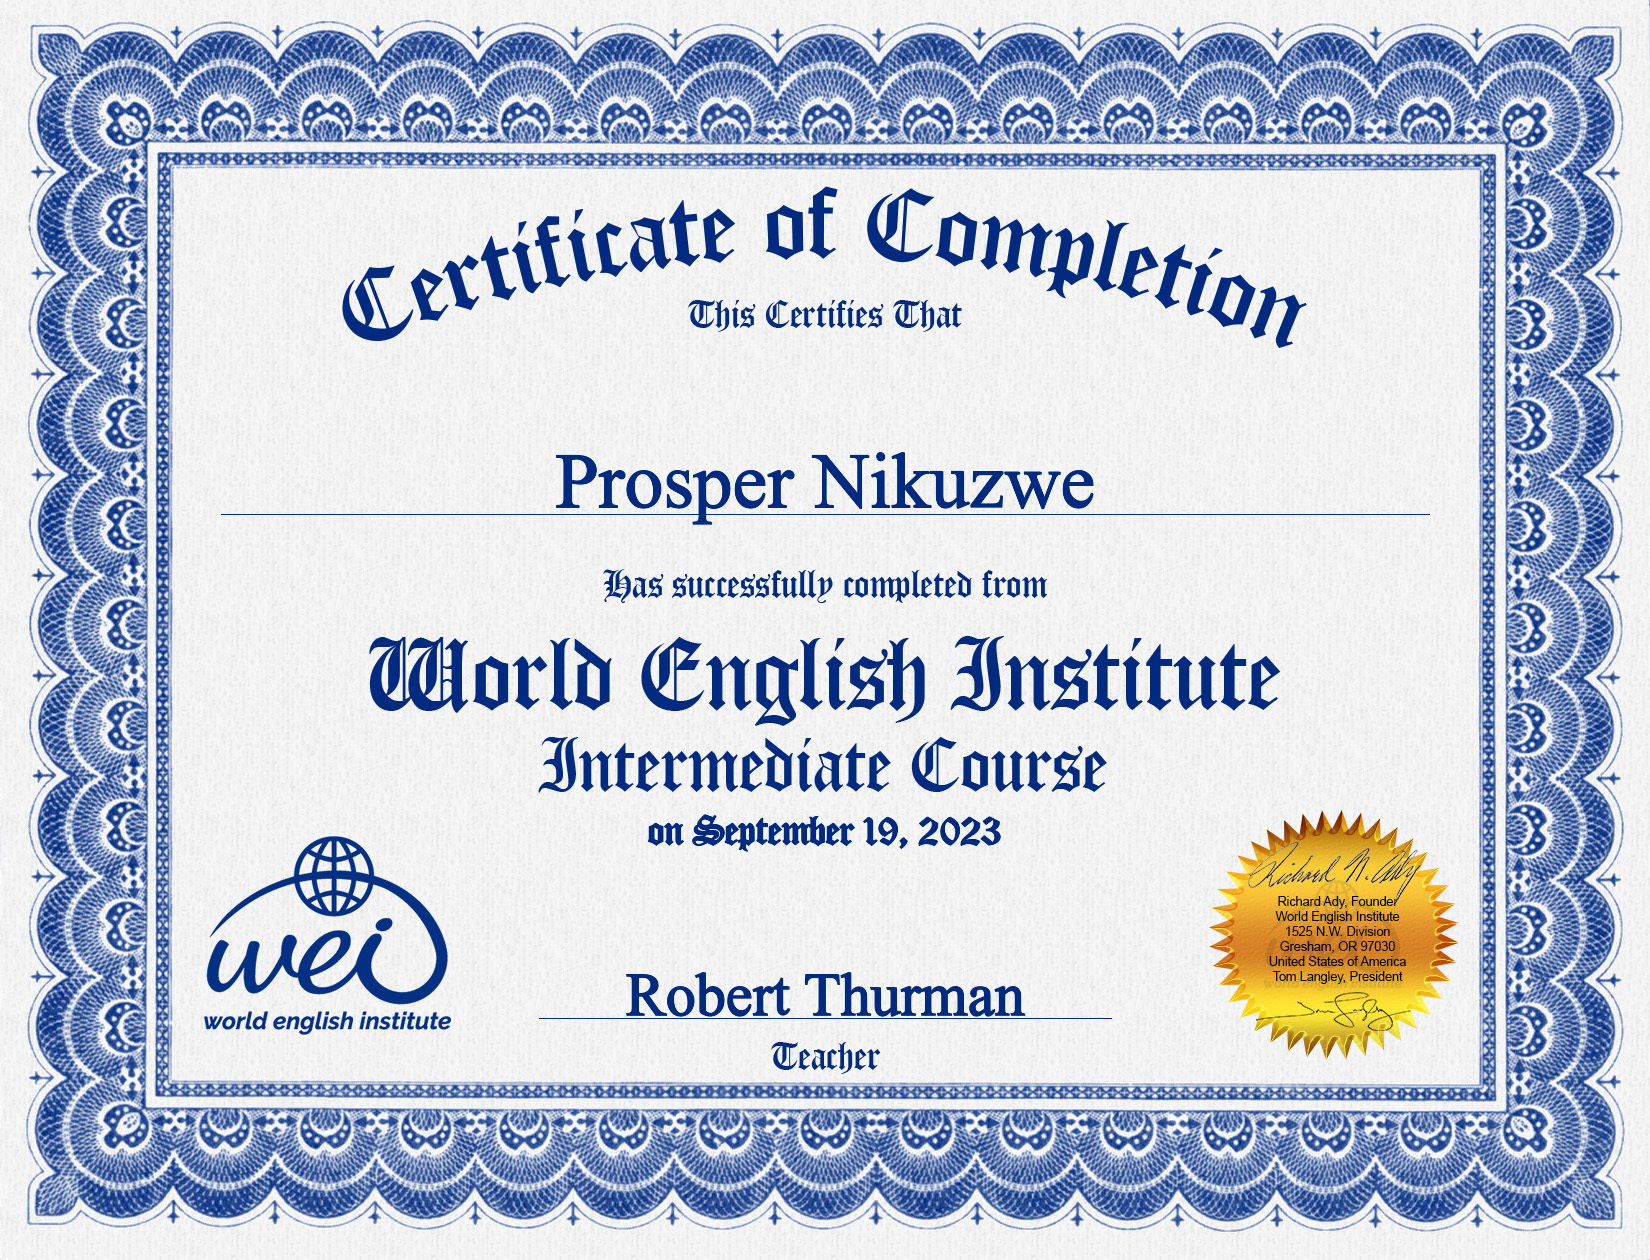 Certificate of Completion
This Certifies That
Prosper Nikuzwe
Has successfully completed from
World English Institute
Intermediate Course
on September 19, 2023
wei
world english institute
Robert Thurman
Teacher
Richard N. Ady
Richard Ady, Founder
World English Institute
1525 N.W. Division
Gresham, OR 97030
United States of America
Tom Langley, President